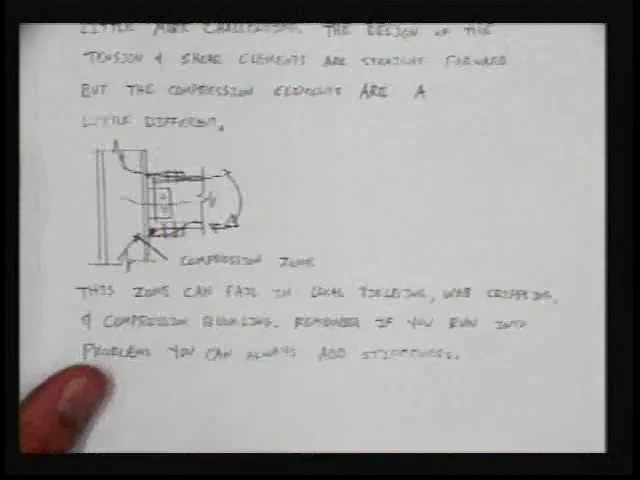 LITTLE MORE CHALLENGING. THE DESIGN OF THE
TENSION & SHEAR ELEMENTS ARE STRAIGHT FORWARD
BUT THE COMPRESSION ELEMENTS ARE A
LITTLE DIFFERENT.
COMPRESSION ZONE
THIS ZONE CAN FAIL IN LOCAL YIELDING, WEB CRIPPLING,
& COMPRESSION BUCKLING. REMEMBER IF YOU RUN INTO
PROBLEMS YOU CAN ALWAYS ADD STIFFENERS.